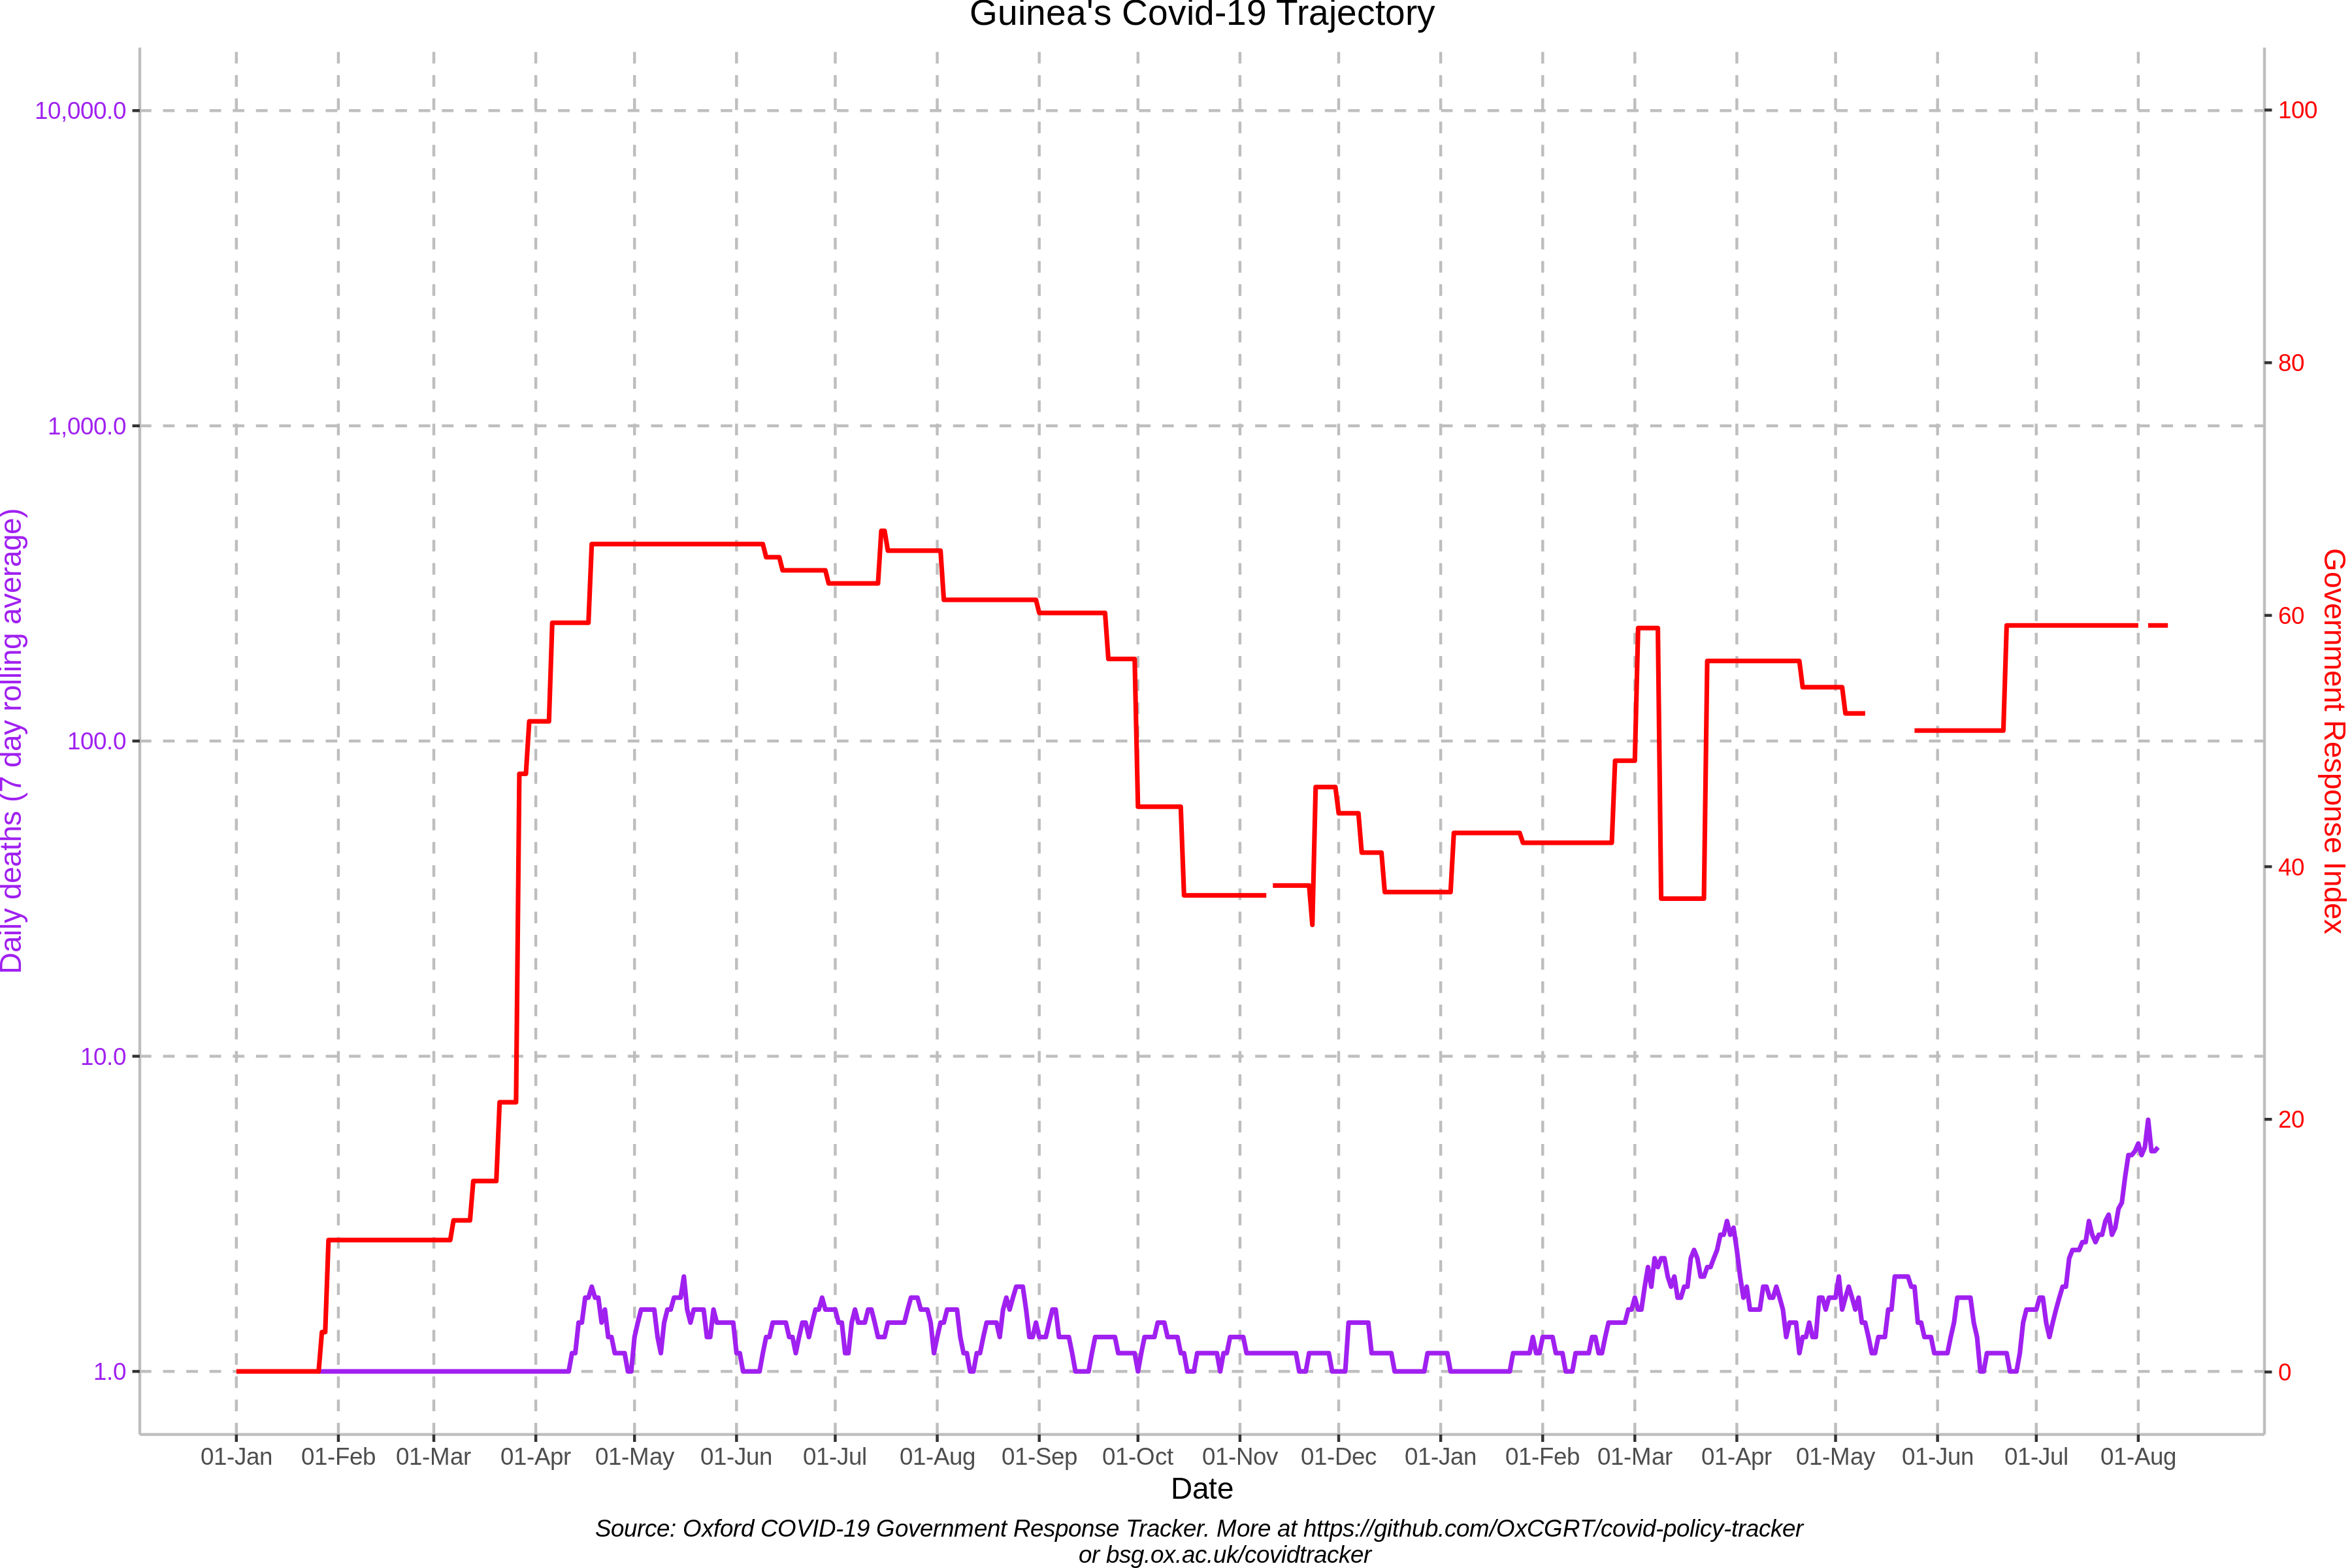 Guinea's Covid-19 Trajectory
10,000.0
1,000.0
100.0
10.0
1.0
Daily deaths (7 day rolling average)
100
80
60
40
20
0
Government Response Index
01-Jan 01-Feb 01-Mar 01-Apr 01-May 01-Jun 01-Jul 01-Aug 01-Sep 01-Oct 01-Nov 01-Dec 01-Jan 01-Feb 01-Mar 01-Apr 01-May 01-Jun 01-Jul 01-Aug
Date
Source: Oxford COVID-19 Government Response Tracker. More at https://github.com/OxCGRT/covid-policy-tracker
or bsg.ox.ac.uk/covidtracker